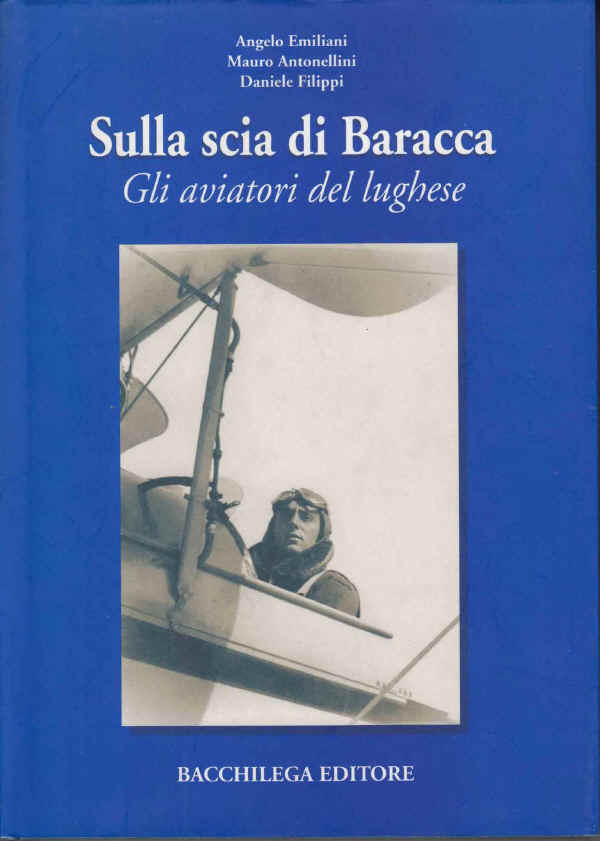 Angelo Emiliani
Mauro Antonellini
Daniele Filippi
Sulla scia di Baracca
Gli aviatori del lughese
BACCHILEGA EDITORE